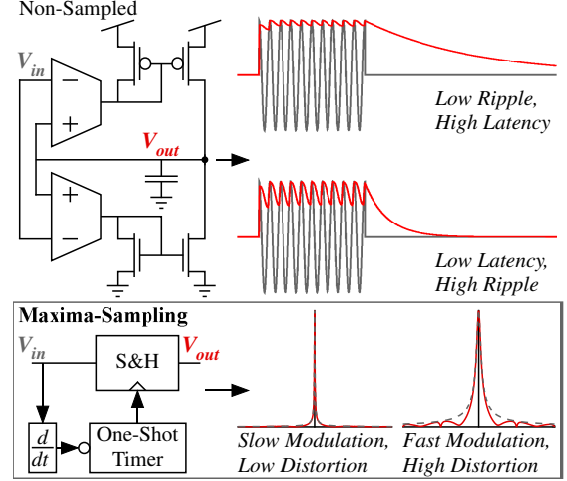 Non-Sampled
V_in
−
+
V_out
+
−
Low Ripple,
High Latency
Low Latency,
High Ripple
Maxima-Sampling
V_in
S&H
V_out
d
dt
One-Shot
Timer
Slow Modulation,
Low Distortion
Fast Modulation,
High Distortion